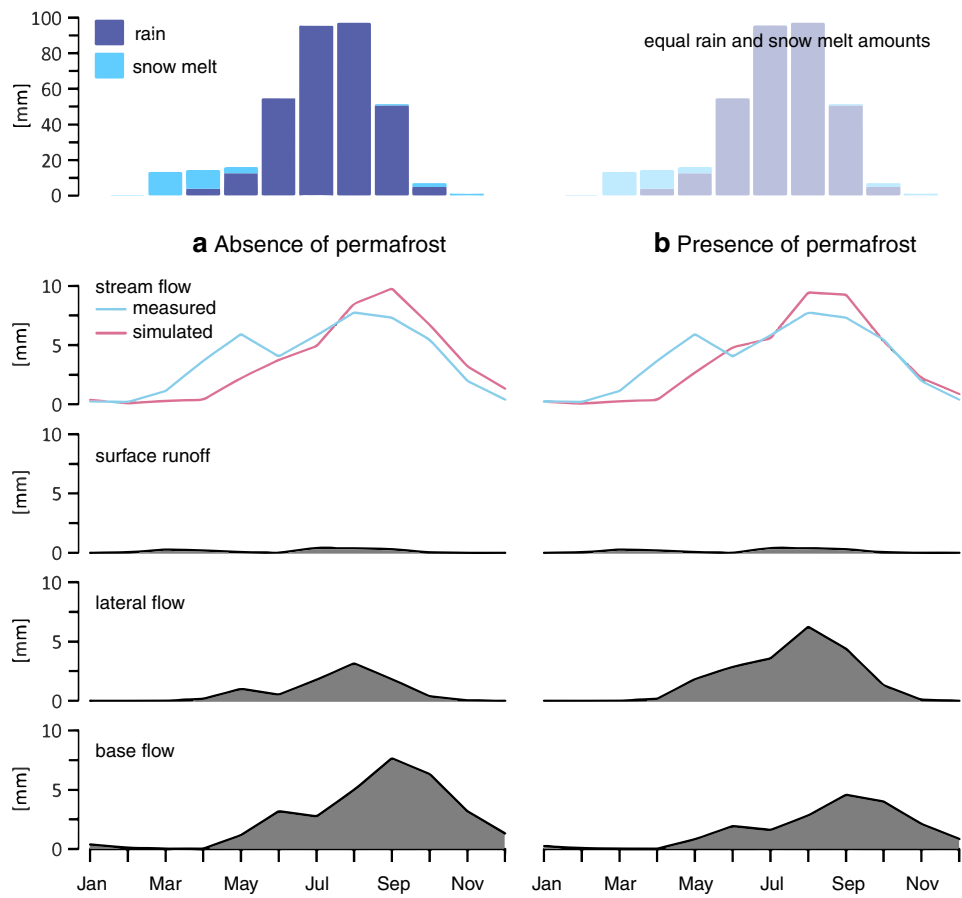 100
80
60
40
20
0
[mm]
rain
snow melt
equal rain and snow melt amounts
a Absence of permafrost
b Presence of permafrost
10
5
0
stream flow
measured
simulated
10
5
0
[mm]
surface runoff
10
5
0
[mm]
lateral flow
10
5
0
[mm]
base flow
Jan Mar May Jul Sep Nov
Jan Mar May Jul Sep Nov